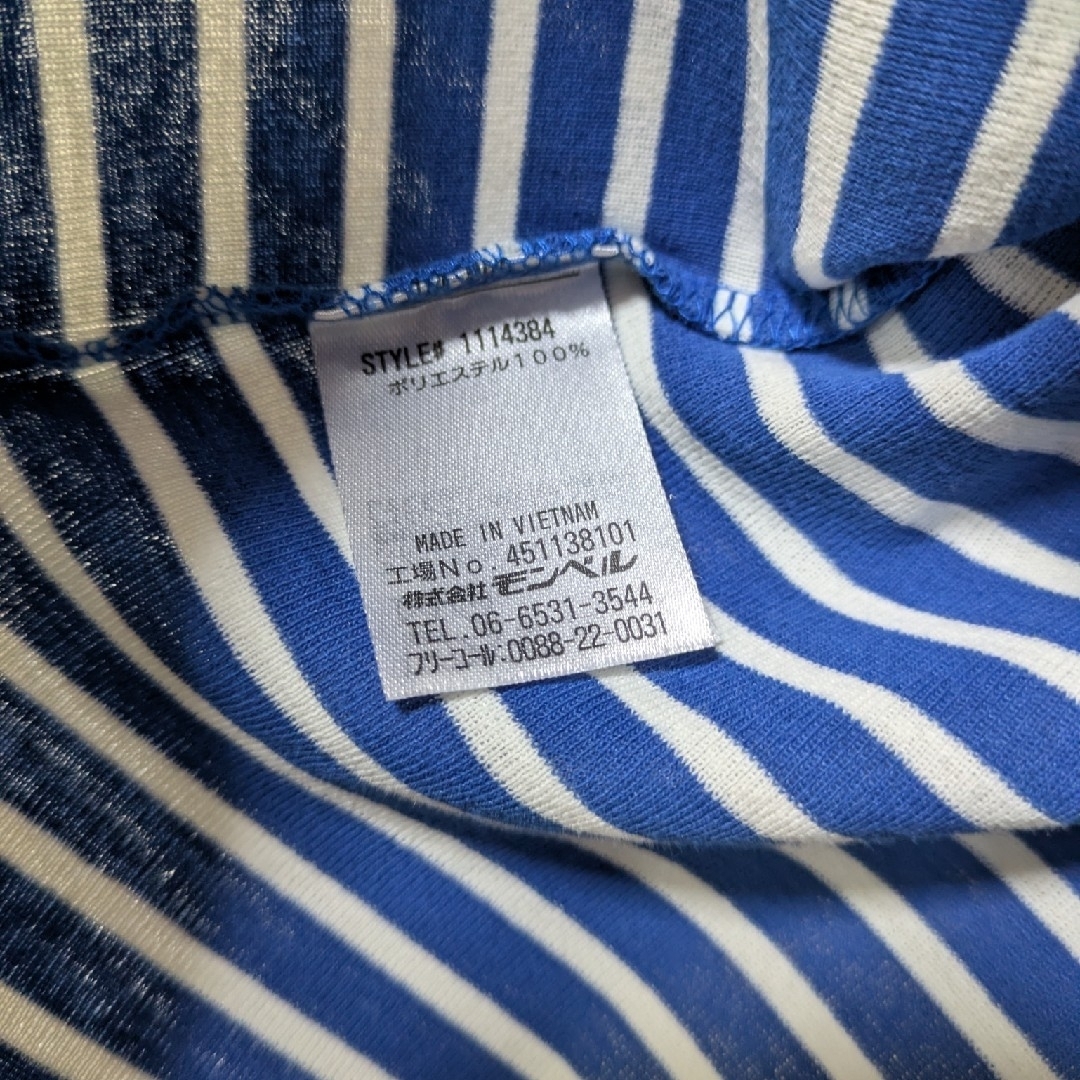 STYLE# 1114384
ポリエステル100%
MADE IN VIETNAM
工場No.451138101
株式会社モンベル
TEL.06-6531-3544
フリーコール:0088-22-0031